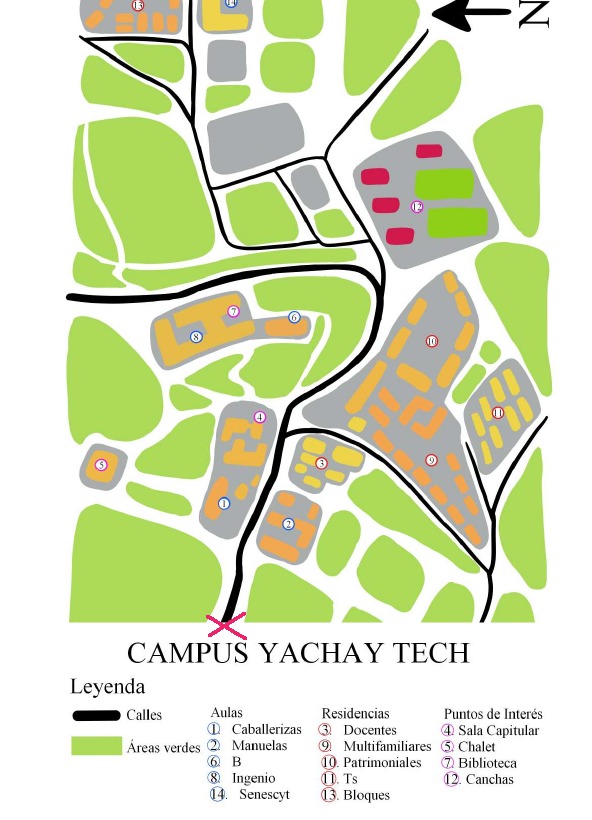 13
14
N
12
7
6
8
10
4
11
5
3
9
1
2
CAMPUS YACHAY TECH
Leyenda
Calles
Áreas verdes
Aulas
1. Caballerizas
2. Manuelas
6. B
8. Ingenio
14. Senescyt
Residencias
3. Docentes
9. Multifamiliares
10. Patrimoniales
11. Ts
13. Bloques
Puntos de Interés
4. Sala Capitular
5. Chalet
7. Biblioteca
12. Canchas